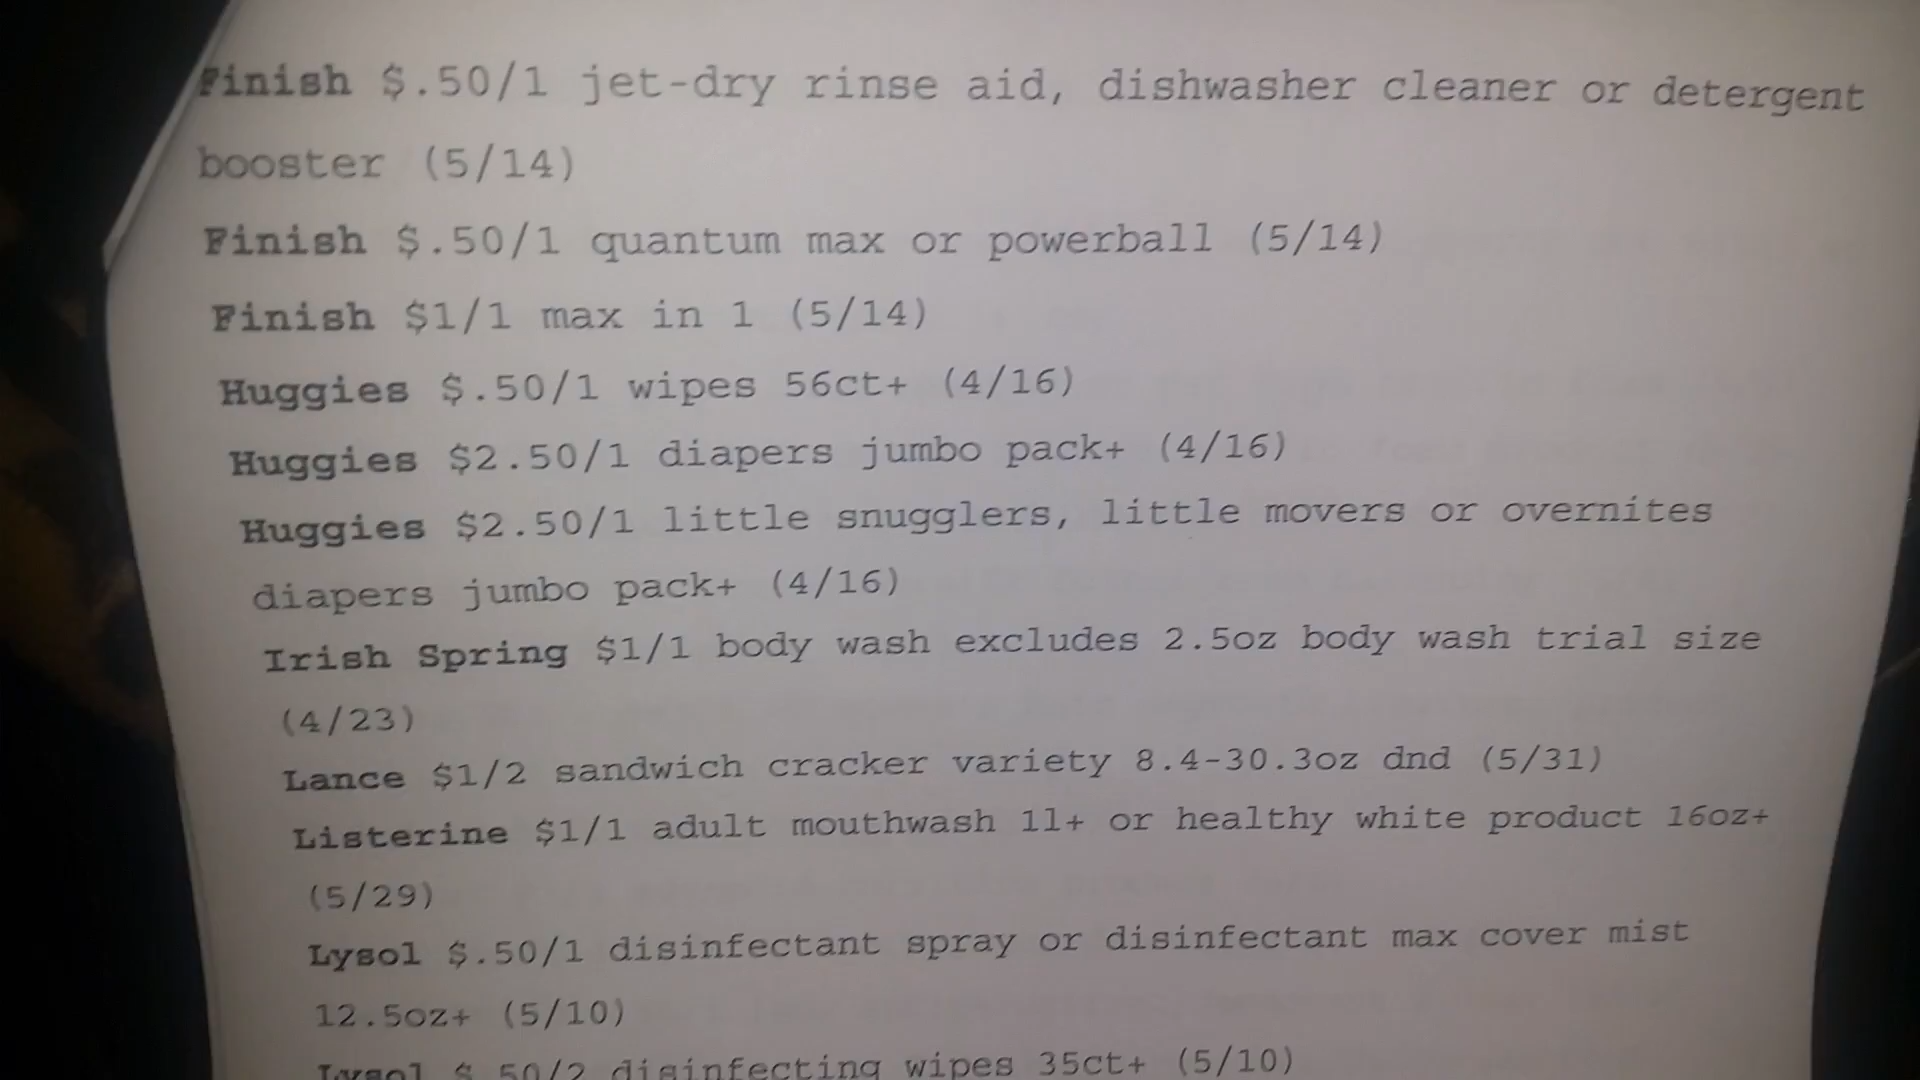 Finish $.50/1 jet-dry rinse aid, dishwasher cleaner or detergent
booster (5/14)
Finish $.50/1 quantum max or powerball (5/14)
Finish $1/1 max in 1 (5/14)
Huggies $.50/1 wipes 56ct+ (4/16)
Huggies $2.50/1 diapers jumbo pack+ (4/16)
Huggies $2.50/1 little snugglers, little movers or overnites
diapers jumbo pack+ (4/16)
Irish Spring $1/1 body wash excludes 2.5oz body wash trial size
(4/23)
Lance $1/2 sandwich cracker variety 8.4-30.3oz dnd (5/31)
Listerine $1/1 adult mouthwash 11+ or healthy white product 16oz+
(5/29)
Lysol $.50/1 disinfectant spray or disinfectant max cover mist
12.5oz+ (5/10)
Lysol $.50/2 disinfecting wipes 35ct+ (5/10)